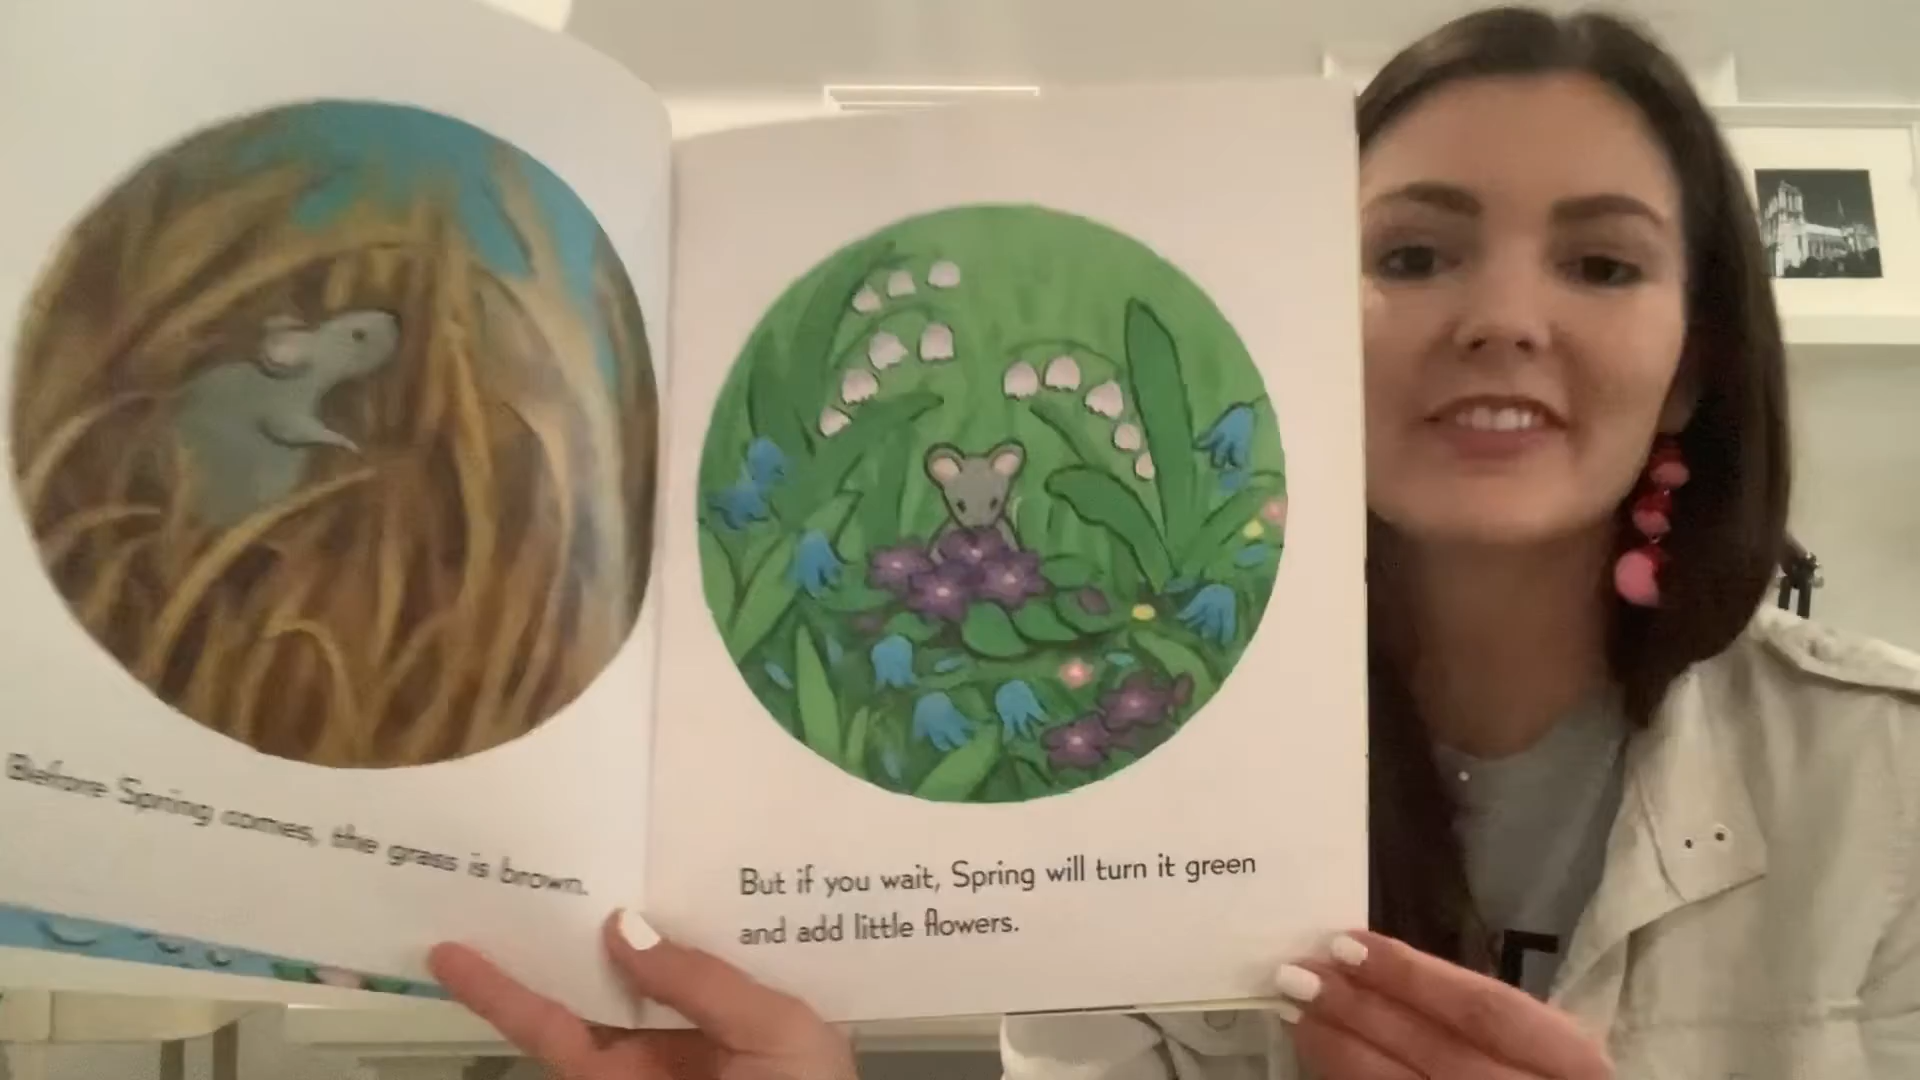 Before Spring comes, the grass is brown.
But if you wait, Spring will turn it green
and add little flowers.